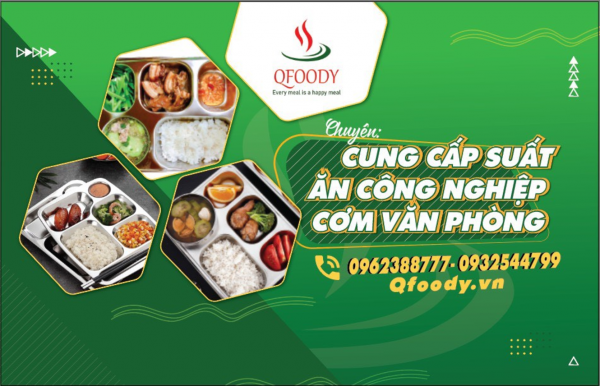 QFOODY
Every meal is a happy meal
Chuyên:
CUNG CẤP SUẤT
ĂN CÔNG NGHIỆP
CƠM VĂN PHÒNG
0962388777- 0932544799
Qfoody.vn